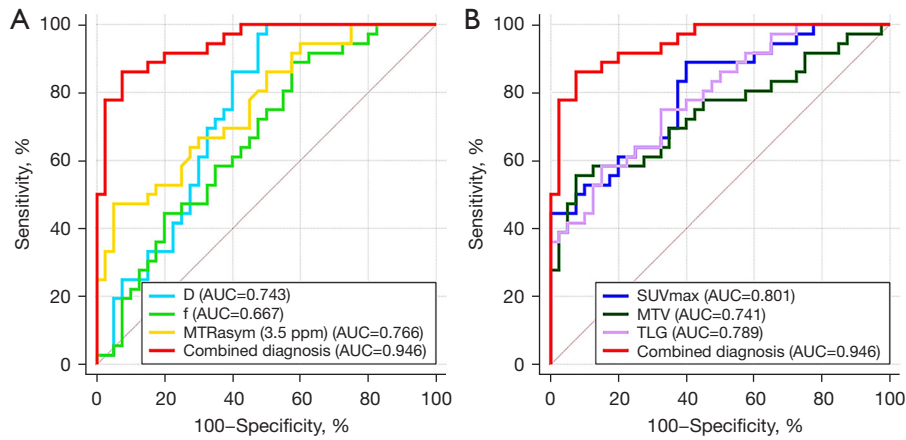 A
Sensitivity, %
100
80
60
40
20
0
D (AUC=0.743)
f (AUC=0.667)
MTRasym (3.5 ppm) (AUC=0.766)
Combined diagnosis (AUC=0.946)
0 20 40 60 80 100
100–Specificity, %
B
Sensitivity, %
100
80
60
40
20
0
SUVmax (AUC=0.801)
MTV (AUC=0.741)
TLG (AUC=0.789)
Combined diagnosis (AUC=0.946)
0 20 40 60 80 100
100–Specificity, %